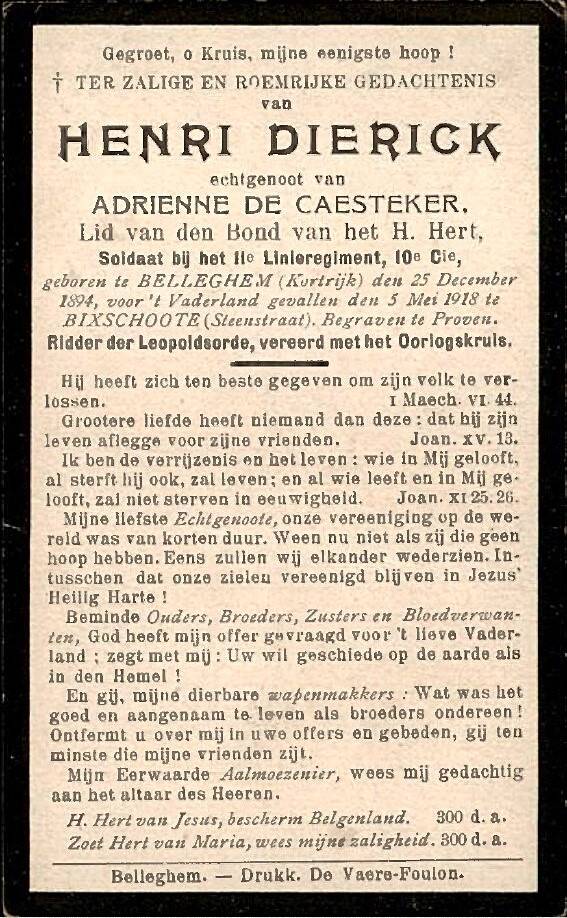 Gegroet, o Kruis, mijne eenigste hoop !
† TER ZALIGE EN ROEMRIJKE GEDACHTENIS
van
HENRI DIERICK
echtgenoot van
ADRIENNE DE CAESTEKER.
Lid van den Bond van het H. Hert,
Soldaat bij het 11e Linieregiment, 10e Cie,
geboren te BELLEGHEM (Kortrijk) den 25 December
1894, voor 't Vaderland gevallen den 5 Mei 1918 te
BIXSCHOOTE (Steenstraat). Begraven te Proven.
Ridder der Leopoldsorde, vereerd met het Oorlogskruis.
Hij heeft zich ten beste gegeven om zijn volk te ver-
lossen. I Mach. VI. 44.
Grootere liefde heeft niemand dan deze : dat hij zijn
leven aflegge voor zijne vrienden. Joan. XV. 13.
Ik ben de verrijzenis en het leven : wie in Mij gelooft,
al sterft hij ook, zal leven; en al wie leeft en in Mij ge-
looft, zal niet sterven in eeuwigheid. Joan. XI 25.26.
Mijne liefste Echtgenoote, onze vereeniging op de we-
reld was van korten duur. Ween nu niet als zij die geen
hoop hebben. Eens zullen wij elkander wederzien. In-
tusschen dat onze zielen vereenigd blijven in Jezus'
Heilig Harte !
Beminde Ouders, Broeders, Zusters en Bloedverwan-
ten, God heeft mijn offer gevraagd voor 't lieve Vader-
land ; zegt met mij : Uw wil geschiede op de aarde als
in den Hemel !
En gij, mijne dierbare wapenmakkers : Wat was het
goed en aangenaam te leven als broeders ondereen !
Ontfermt u over mij in uwe offers en gebeden, gij ten
minste die mijne vrienden zijt.
Mijn Eerwaarde Aalmoezenier, wees mij gedachtig
aan het altaar des Heeren.
H. Hert van Jesus, bescherm Belgenland. 300 d. a.
Zoet Hert van Maria, wees mijne zaligheid. 300 d. a.
Belleghem. — Drukk. De Vaere-Foulon.